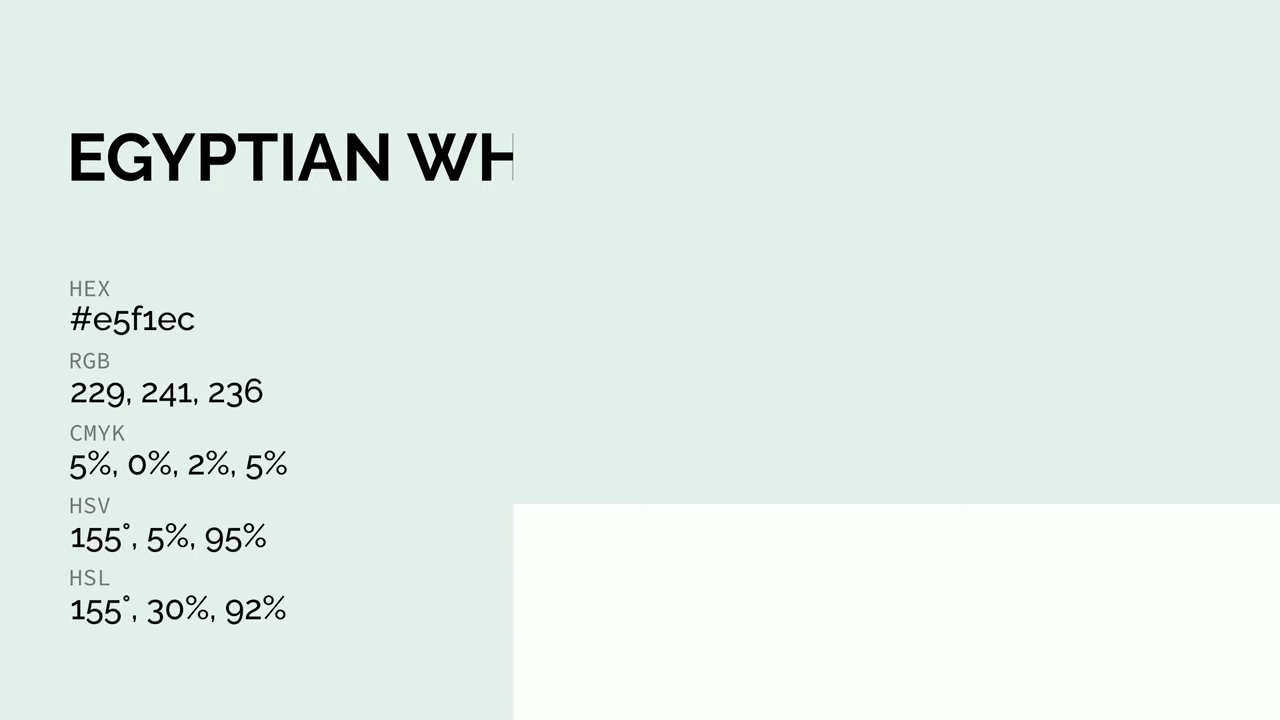 EGYPTIAN WH
HEX
#e5f1ec
RGB
229, 241, 236
CMYK
5%, 0%, 2%, 5%
HSV
155°, 5%, 95%
HSL
155°, 30%, 92%